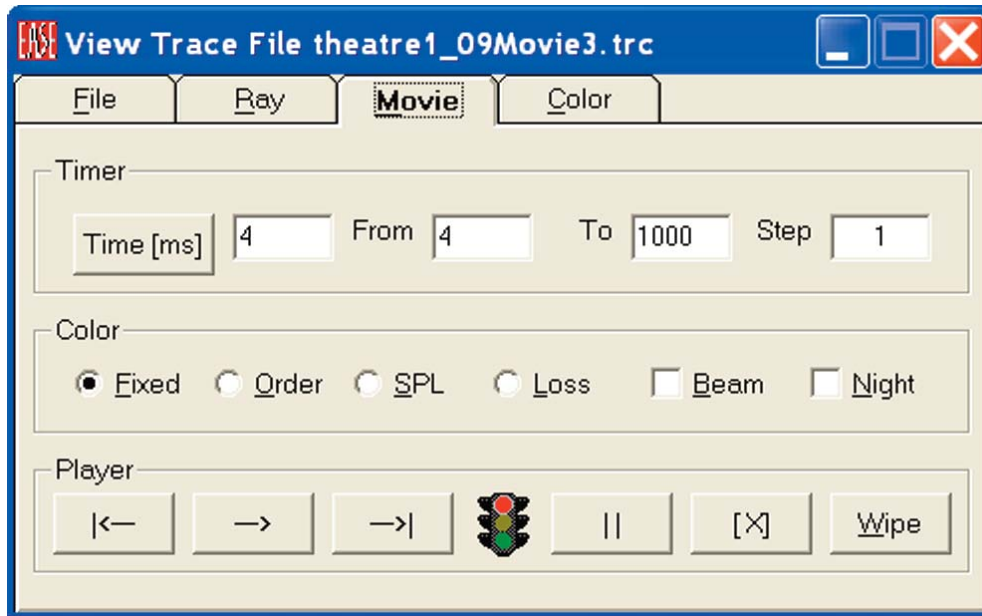 EASE View Trace File theatre1_09Movie3.trc
File Ray Movie Color
Timer
Time [ms] 4 From 4 To 1000 Step 1
Color
Fixed Order SPL Loss Beam Night
Player
|<— —> —>| || [X] Wipe